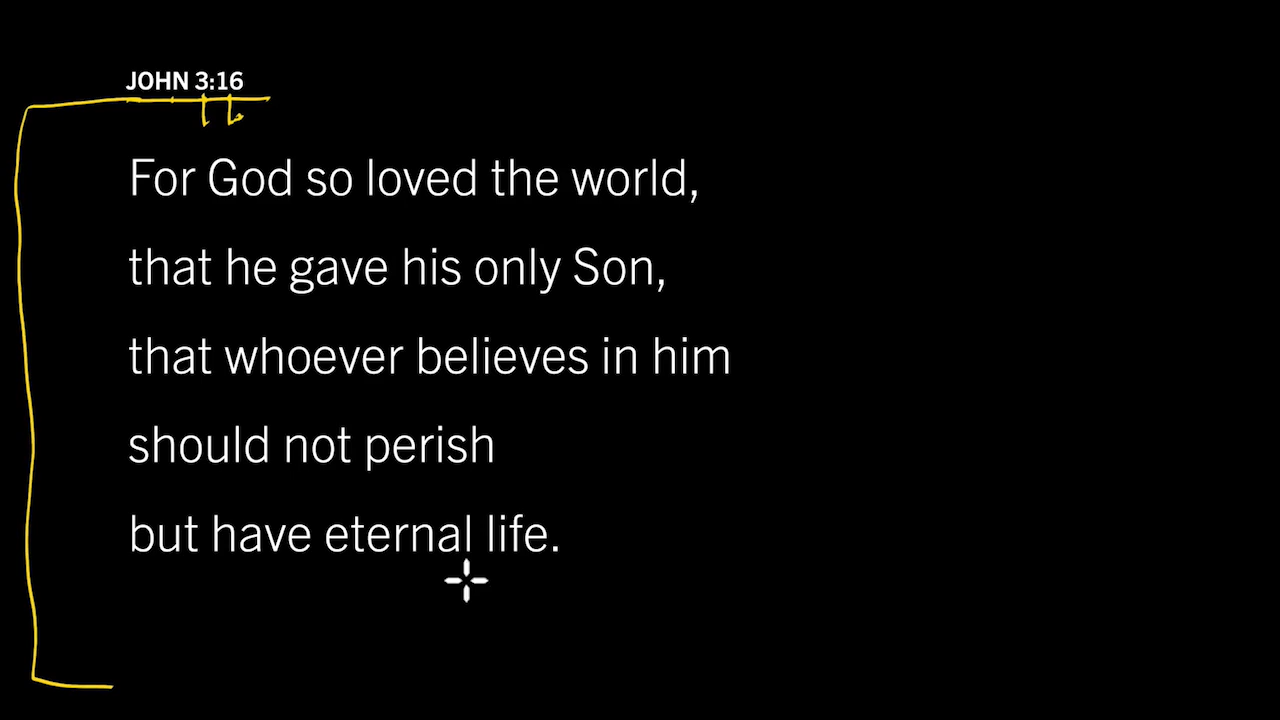 JOHN 3:16
For God so loved the world,
that he gave his only Son,
that whoever believes in him
should not perish
but have eternal life.